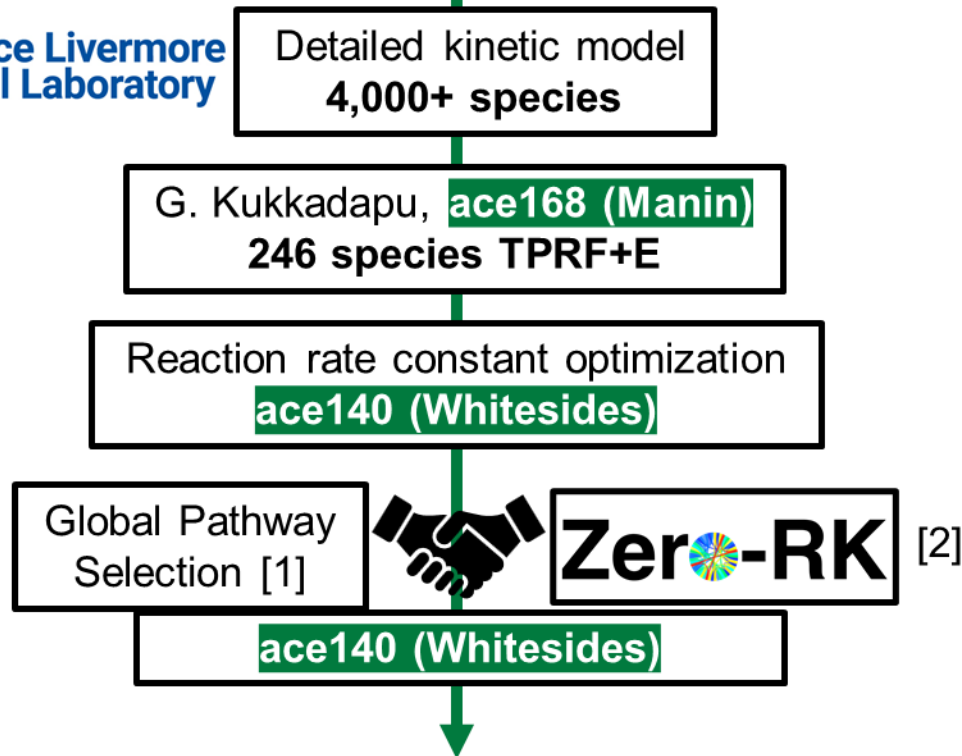 ce Livermore
l Laboratory
Detailed kinetic model
4,000+ species
G. Kukkadapu, ace168 (Manin)
246 species TPRF+E
Reaction rate constant optimization
ace140 (Whitesides)
Global Pathway
Selection [1]
Zero-RK [2]
ace140 (Whitesides)